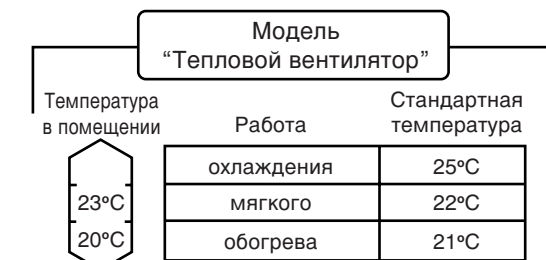 Модель
“Тепловой вентилятор”
Температура
в помещении
Работа
Стандартная
температура
охлаждения 25ºC
23ºC мягкого 22ºC
20ºC обогрева 21ºC